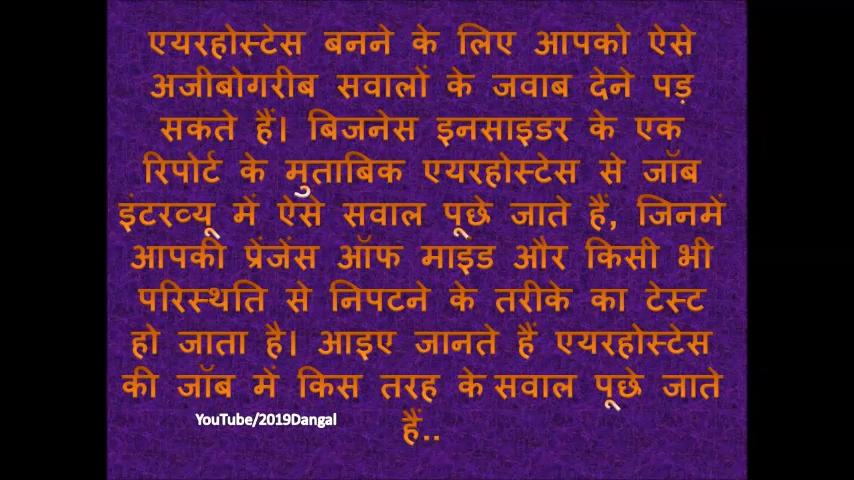 एयरहोस्टेस बनने के लिए आपको ऐसे
अजीबोगरीब सवालों के जवाब देने पड़
सकते हैं। बिजनेस इनसाइडर के एक
रिपोर्ट के मुताबिक एयरहोस्टेस से जॉब
इंटरव्यू में ऐसे सवाल पूछे जाते हैं, जिनमें
आपकी प्रेंजेंस ऑफ माइंड और किसी भी
परिस्थति से निपटने के तरीके का टेस्ट
हो जाता है। आइए जानते हैं एयरहोस्टेस
की जॉब में किस तरह के सवाल पूछे जाते
हैं..
YouTube/2019Dangal